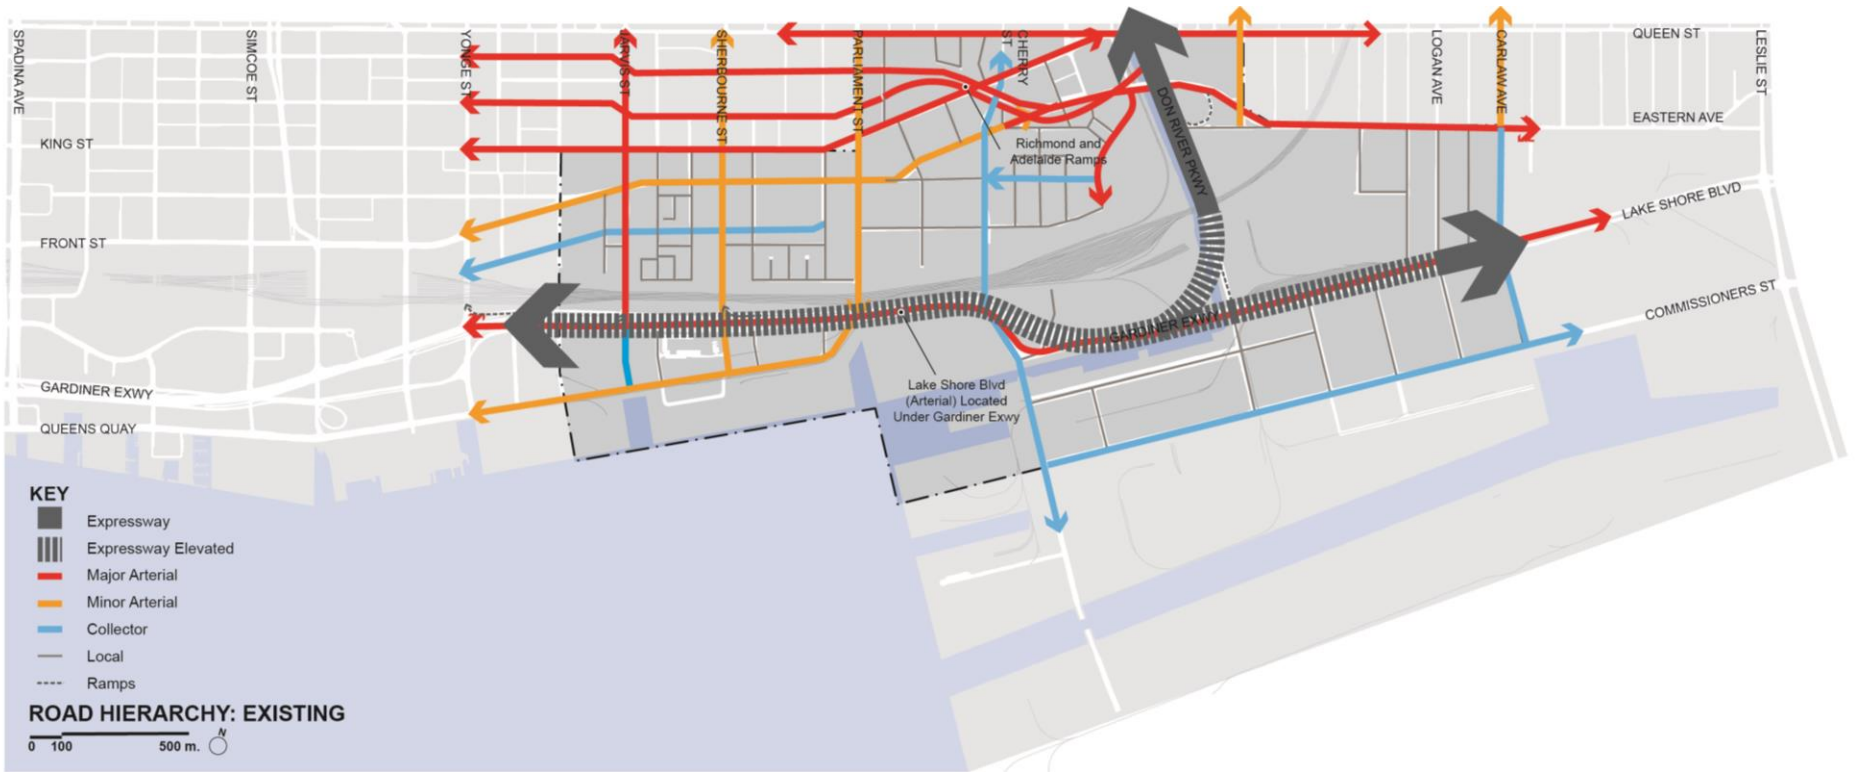 SPADINA AVE
SIMCOE ST
YONGE ST
JARVIS ST
SHERBOURNE ST
PARLIAMENT ST
CHERRY
ST
DON RIVER PKWY
LOGAN AVE
CARLAW AVE
LESLIE ST
QUEEN ST
EASTERN AVE
KING ST
Richmond and
Adelaide Ramps
LAKE SHORE BLVD
FRONT ST
COMMISSIONERS ST
GARDINER EXWY
GARDINER EXWY
Lake Shore Blvd
(Arterial) Located
Under Gardiner Exwy
QUEENS QUAY
KEY
Expressway
Expressway Elevated
Major Arterial
Minor Arterial
Collector
Local
Ramps
ROAD HIERARCHY: EXISTING
0 100 500 m. N